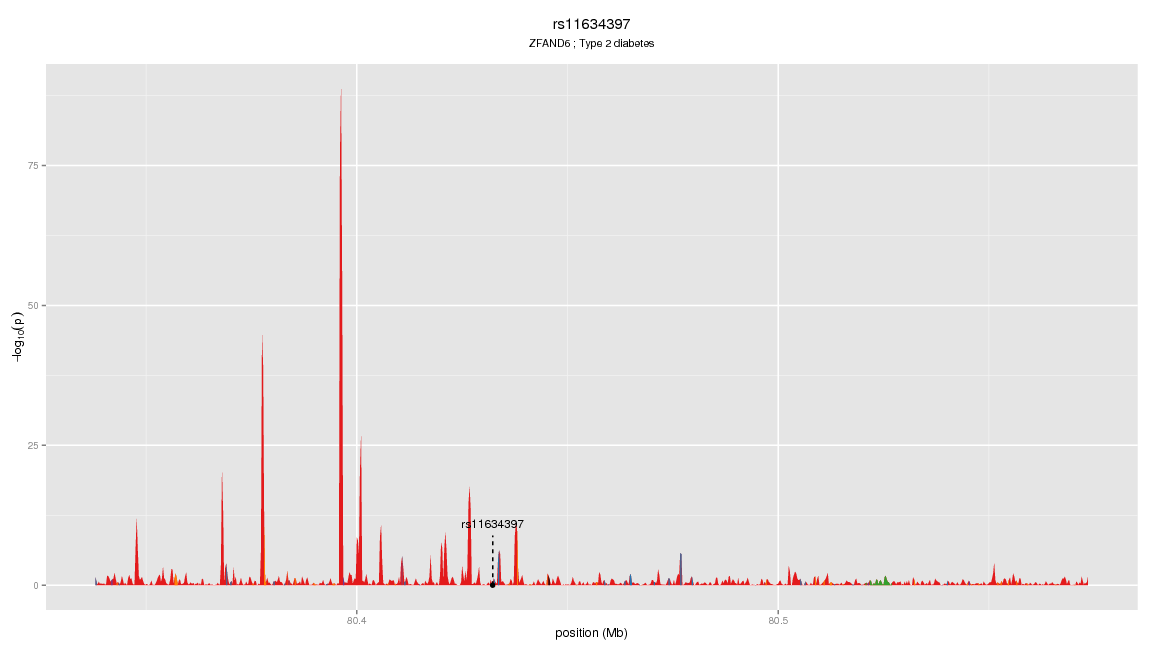 rs11634397
ZFAND6 ; Type 2 diabetes
75
50
25
0
−log10(p)
rs11634397
80.4
80.5
position (Mb)